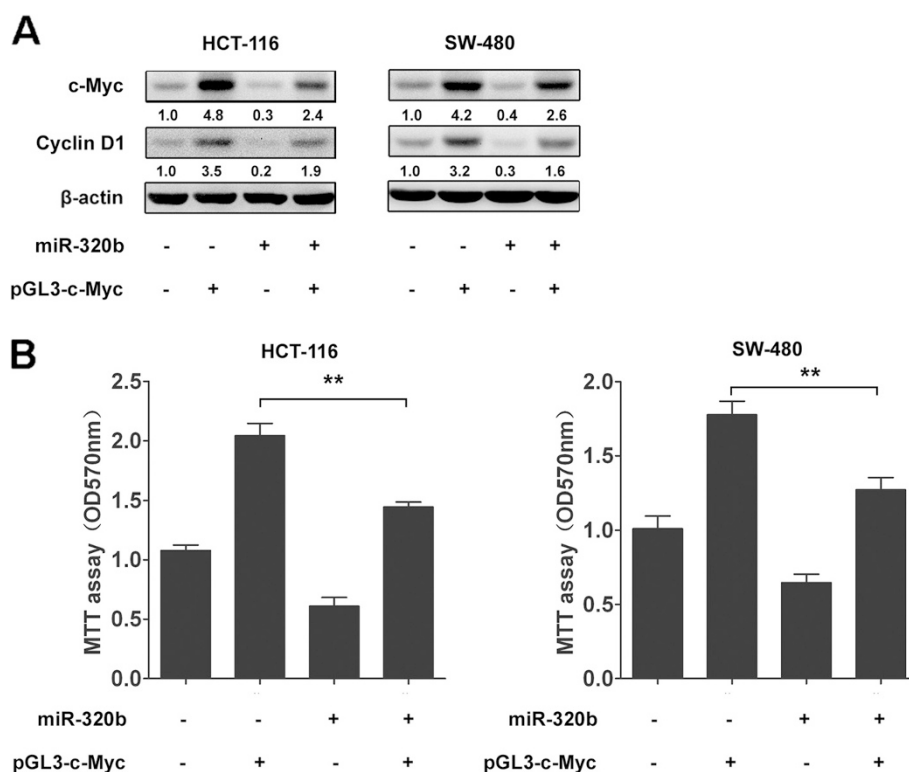 A
HCT-116 SW-480
c-Myc
1.0 4.8 0.3 2.4 1.0 4.2 0.4 2.6
Cyclin D1
1.0 3.5 0.2 1.9 1.0 3.2 0.3 1.6
β-actin
miR-320b - - + + - - + +
pGL3-c-Myc - + - + - + - +
B
HCT-116
MTT assay（OD570nm）
2.5
2.0
1.5
1.0
0.5
0.0
**
miR-320b - - + +
pGL3-c-Myc - + - +
SW-480
MTT assay（OD570nm）
2.0
1.5
1.0
0.5
0.0
**
miR-320b - - + +
pGL3-c-Myc - + - +